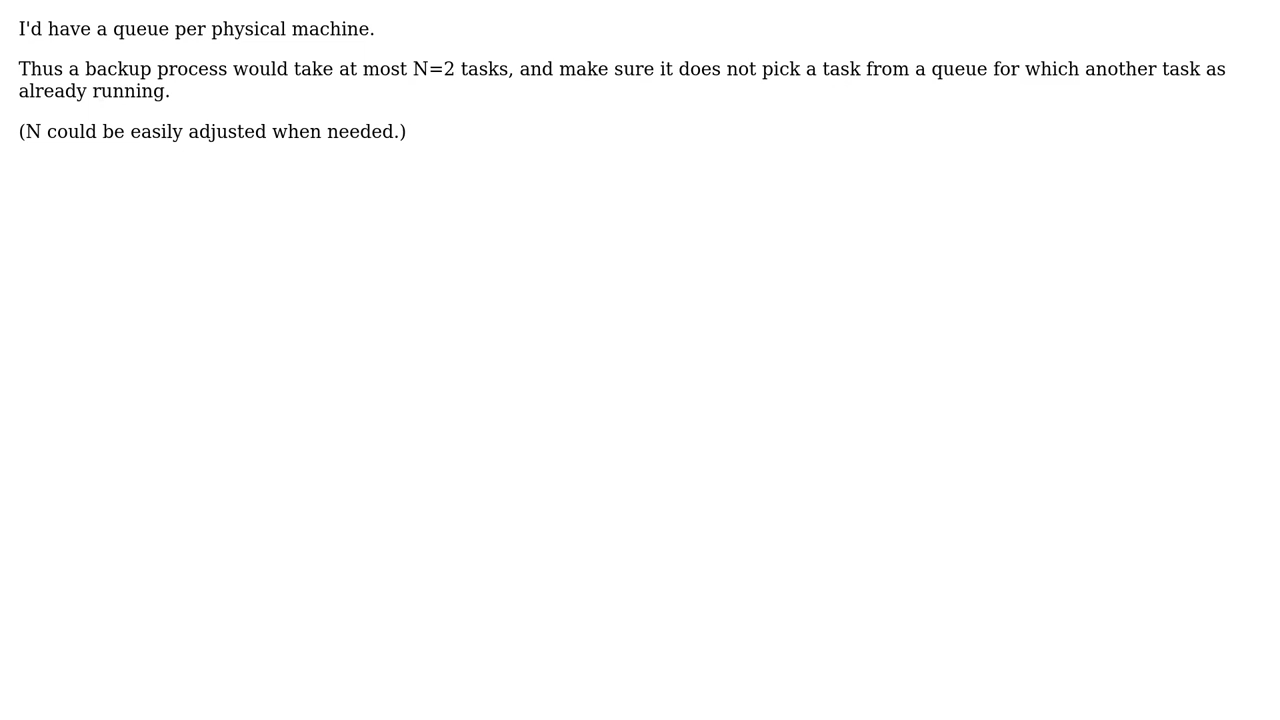 I'd have a queue per physical machine.
Thus a backup process would take at most N=2 tasks, and make sure it does not pick a task from a queue for which another task as
already running.
(N could be easily adjusted when needed.)